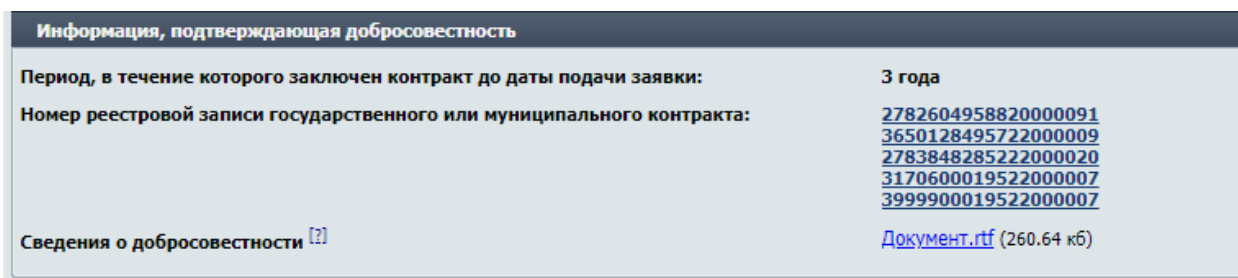 Информация, подтверждающая добросовестность
Период, в течение которого заключен контракт до даты подачи заявки: 3 года
Номер реестровой записи государственного или муниципального контракта: 2782604958820000091
3650128495722000009
2783848285222000020
3170600019522000007
3999900019522000007
Сведения о добросовестности [?] Документ.rtf (260.64 кб)